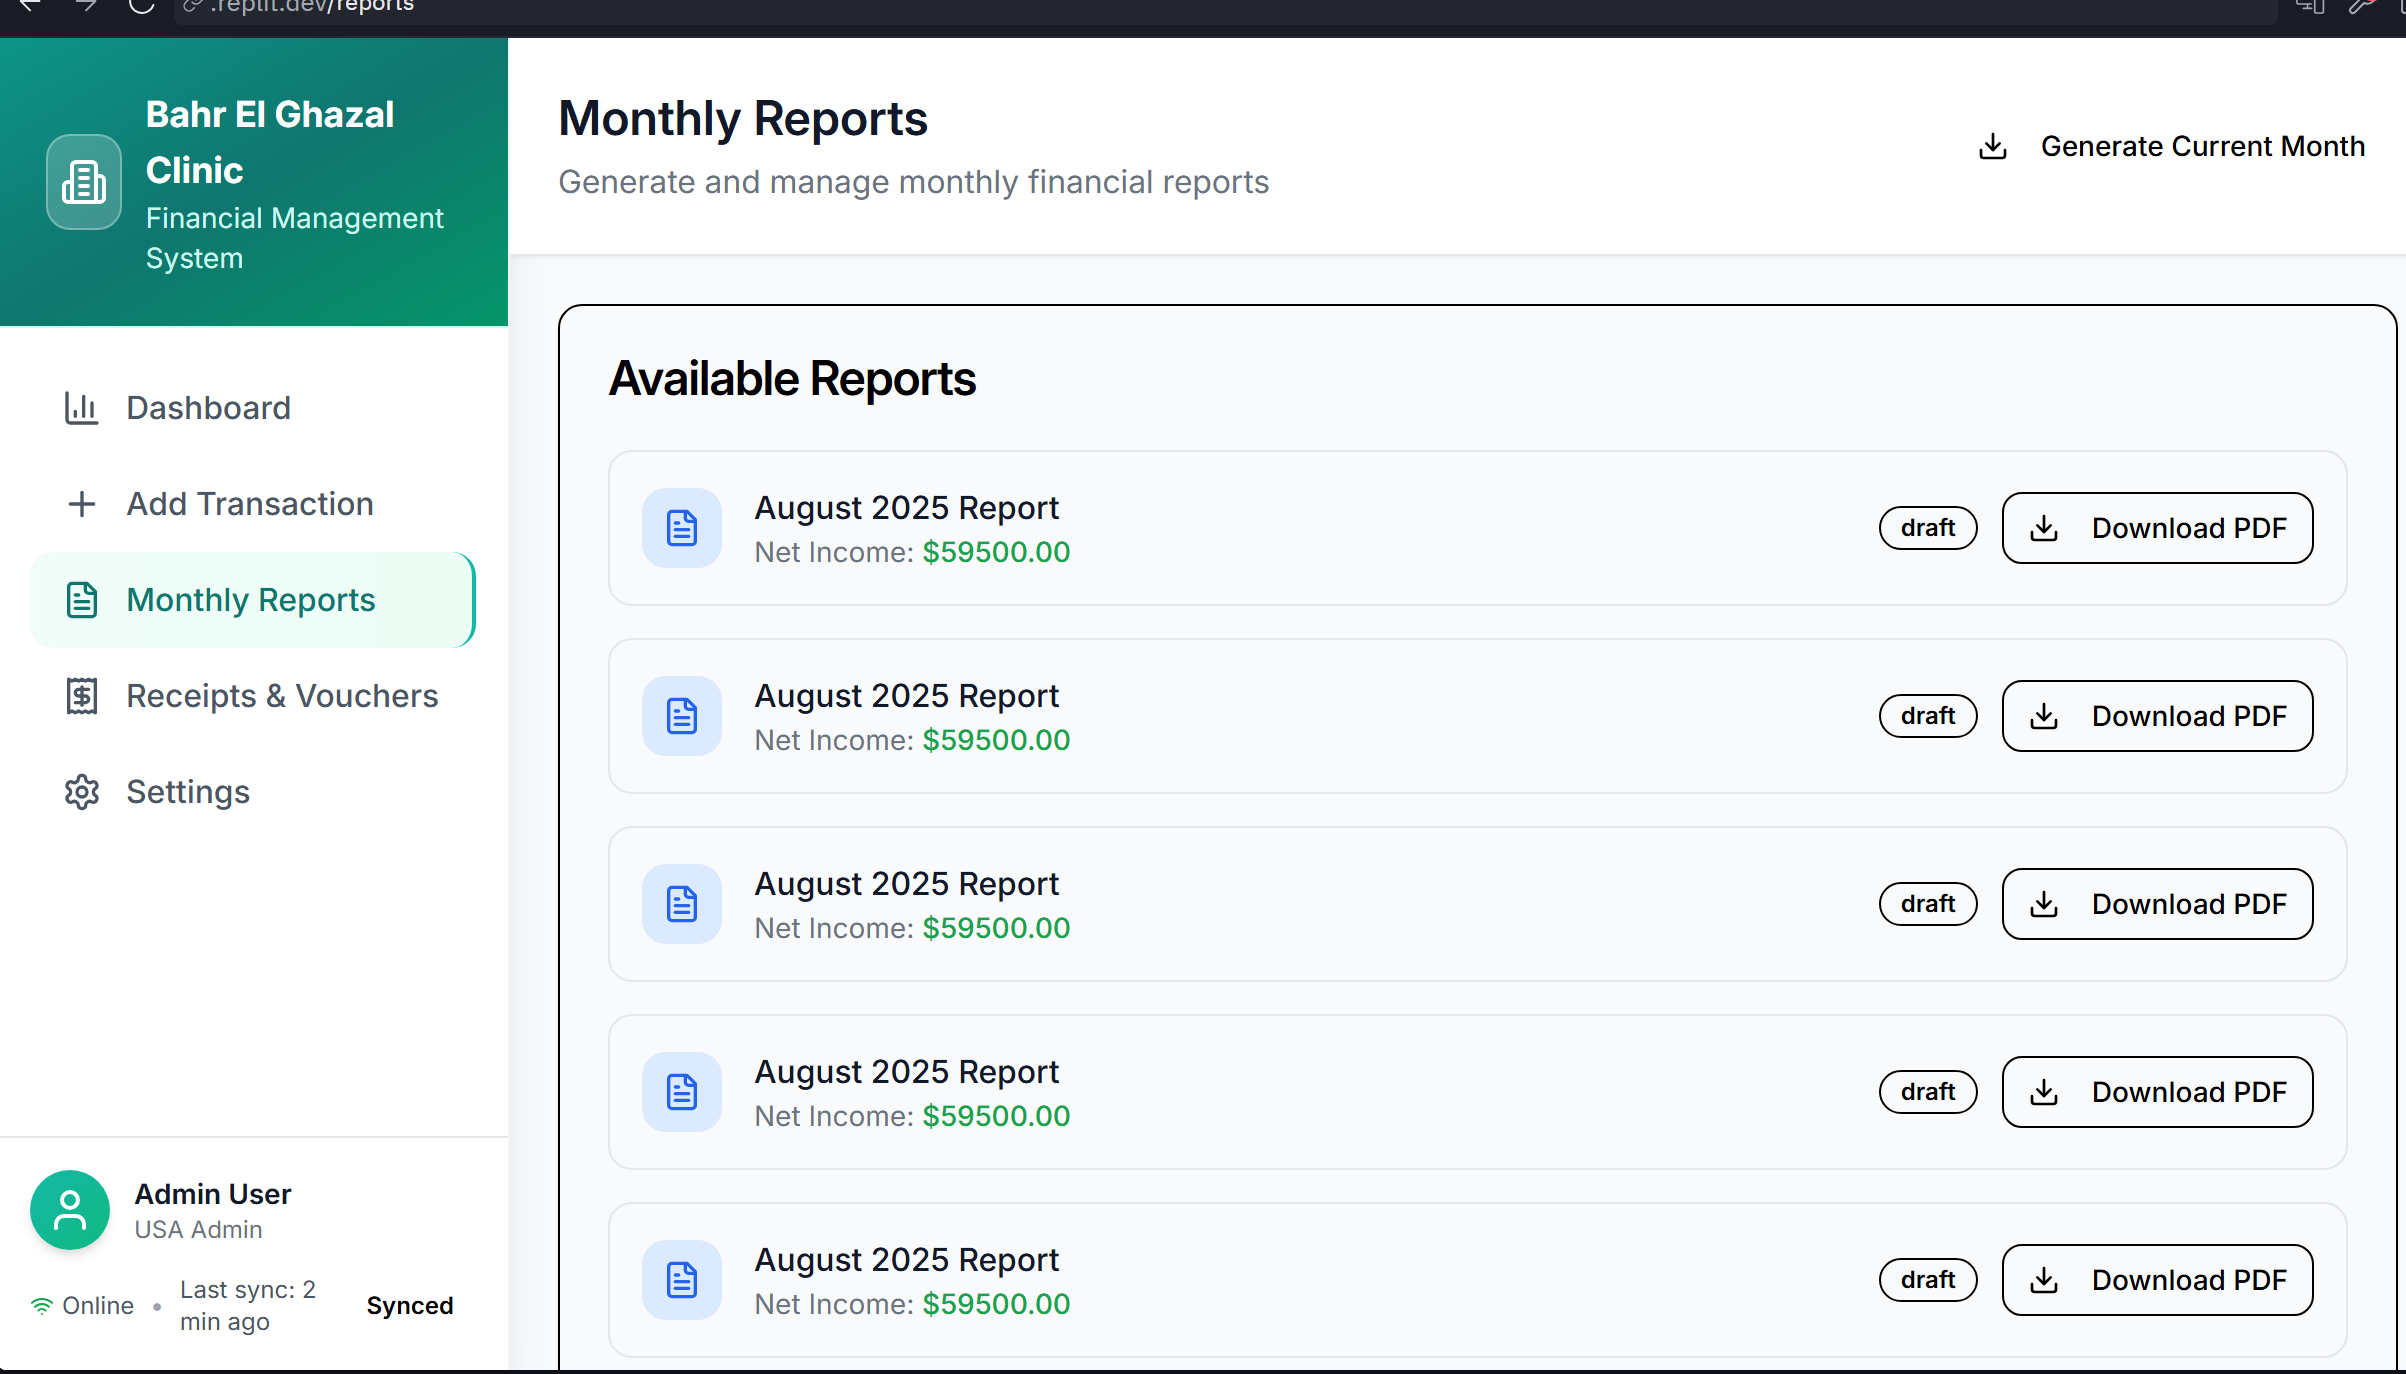 .replit.dev/reports
Bahr El Ghazal
Clinic
Financial Management
System
Dashboard
Add Transaction
Monthly Reports
Receipts & Vouchers
Settings
Admin User
USA Admin
Online • Last sync: 2
min ago
Synced
Monthly Reports
Generate and manage monthly financial reports
Generate Current Month
Available Reports
August 2025 Report
Net Income: $59500.00
draft
Download PDF
August 2025 Report
Net Income: $59500.00
draft
Download PDF
August 2025 Report
Net Income: $59500.00
draft
Download PDF
August 2025 Report
Net Income: $59500.00
draft
Download PDF
August 2025 Report
Net Income: $59500.00
draft
Download PDF